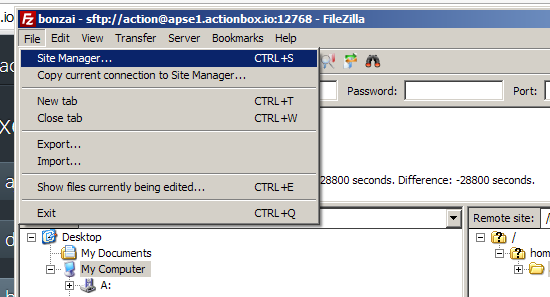 .io
bonzai - sftp://action@apse1.actionbox.io:12768 - FileZilla
File Edit View Transfer Server Bookmarks Help
Site Manager... CTRL+S
Copy current connection to Site Manager...
Password: Port:
New tab CTRL+T
Close tab CTRL+W
Export...
Import...
Show files currently being edited... CTRL+E
-28800 seconds. Difference: -28800 seconds.
Exit CTRL+Q
Remote site: /
Desktop
My Documents
My Computer
A:
/
hom